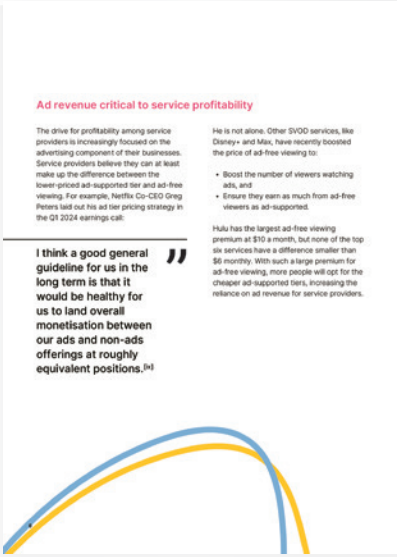 Ad revenue critical to service profitability
The drive for profitability among service
providers is increasingly focused on the
advertising component of their businesses.
Service providers believe they can at least
make up the difference between the
lower-priced ad-supported tier and ad-free
viewing. For example, Netflix Co-CEO Greg
Peters laid out his ad tier pricing strategy in
the Q1 2024 earnings call:
I think a good general
guideline for us in the
long term is that it
would be healthy for
us to land overall
monetisation between
our ads and non-ads
offerings at roughly
equivalent positions.[ix]
”
He is not alone. Other SVOD services, like
Disney+ and Max, have recently boosted
the price of ad-free viewing to:
• Boost the number of viewers watching
ads, and
• Ensure they earn as much from ad-free
viewers as ad-supported.
Hulu has the largest ad-free viewing
premium at $10 a month, but none of the top
six services have a difference smaller than
$6 monthly. With such a large premium for
ad-free viewing, more people will opt for the
cheaper ad-supported tiers, increasing the
reliance on ad revenue for service providers.